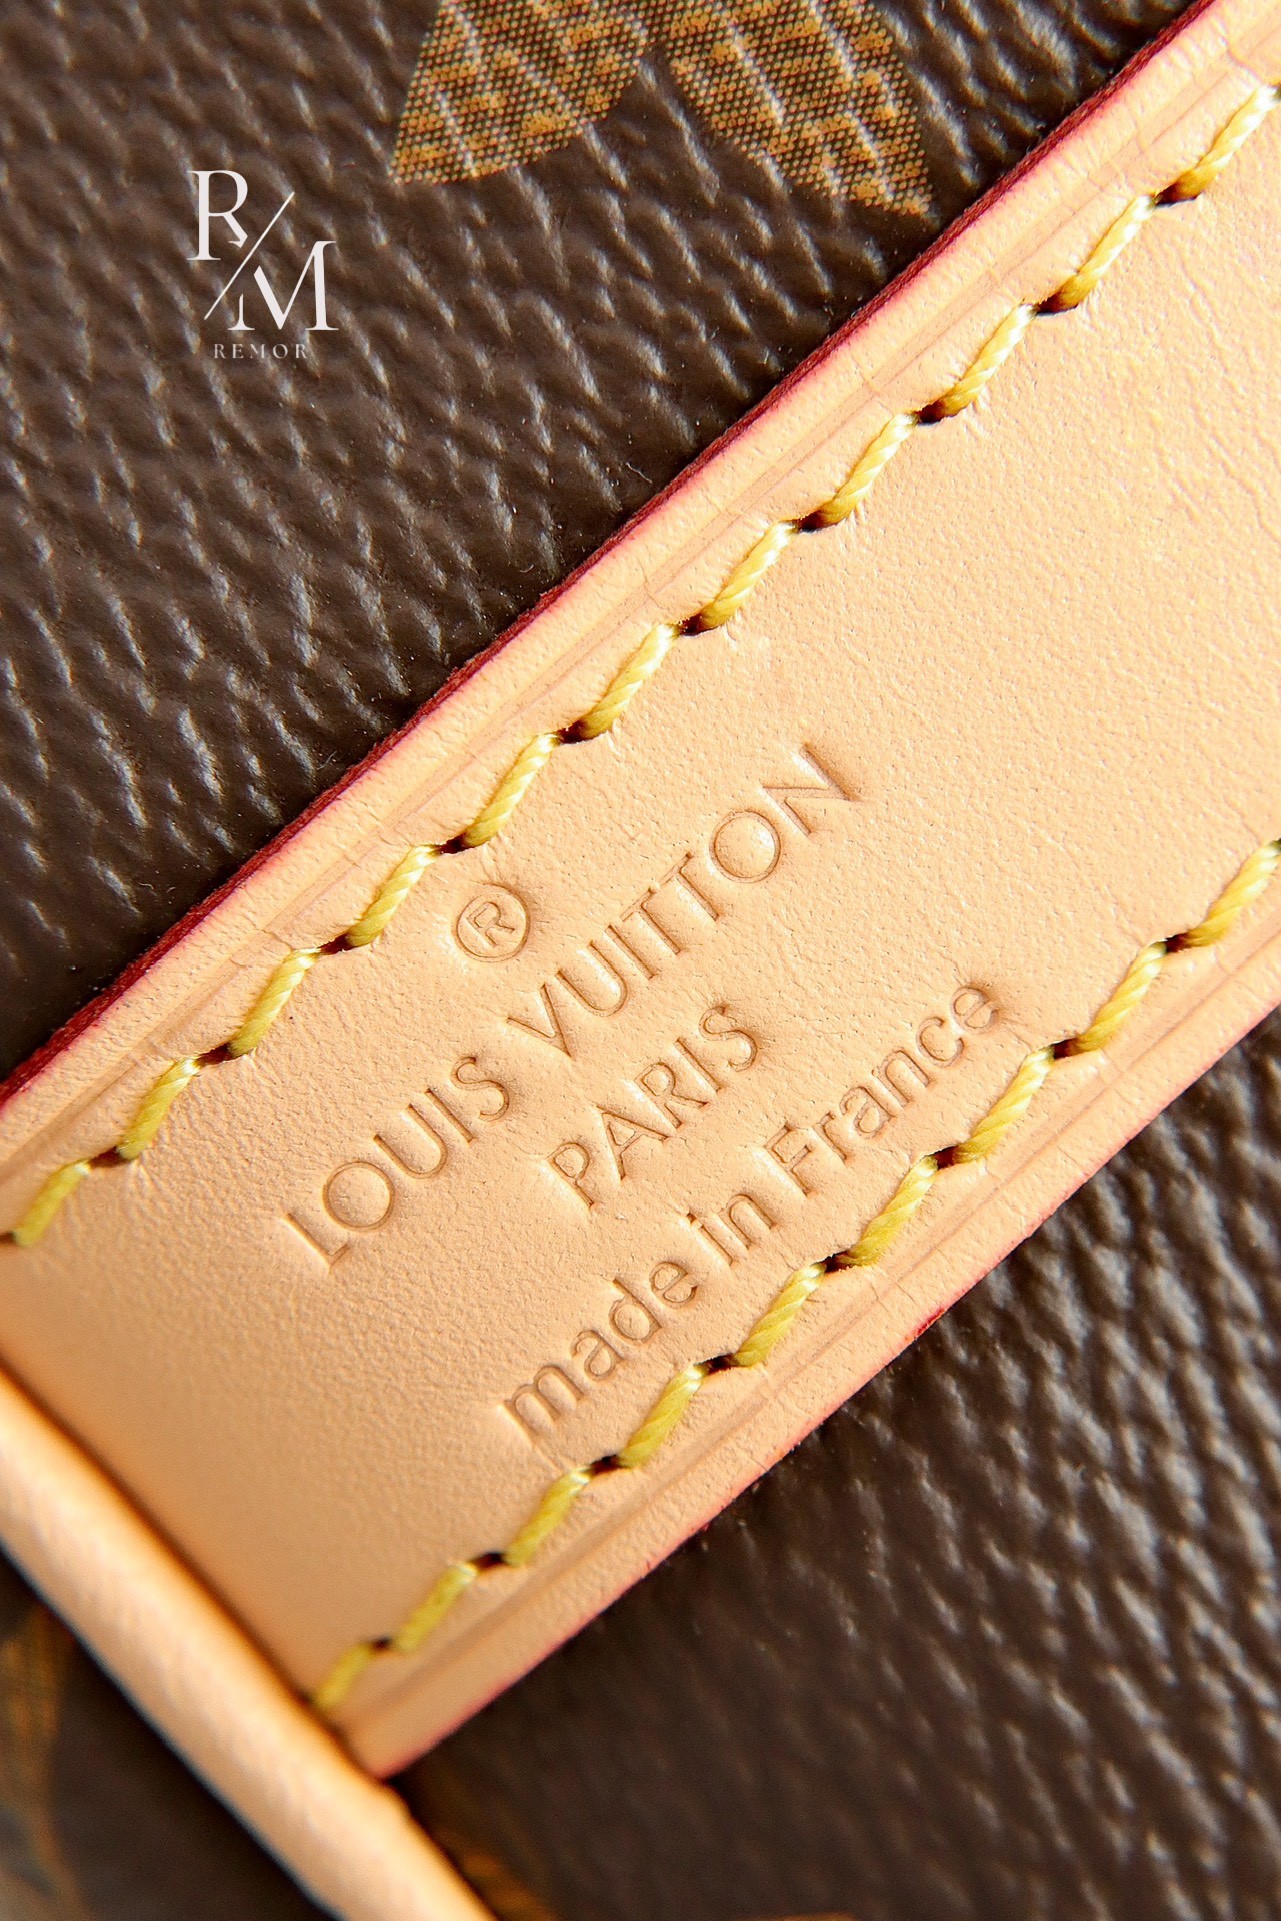 R/M
REMOR
®
LOUIS VUITTON
PARIS
made in France